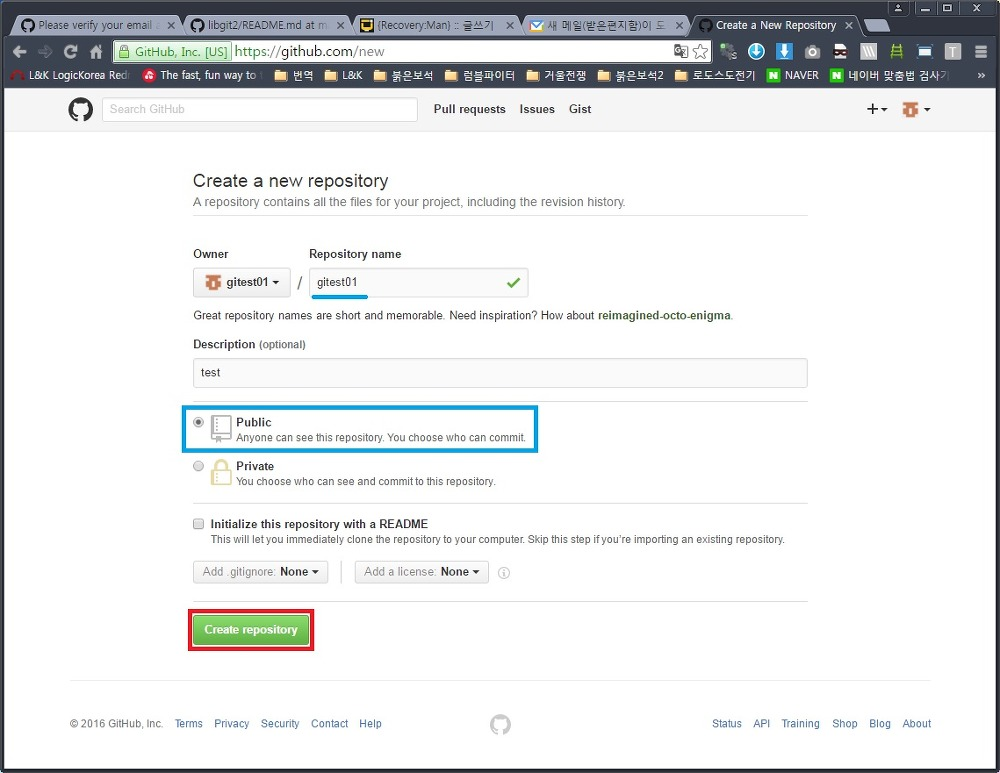 Please verify your email
libgit2/README.md at m
{Recovery:Man} :: 글쓰기
새 메일(받은편지함)이 도
Create a New Repository
GitHub, Inc. [US] https://github.com/new
L&K LogicKorea Redm
The fast, fun way to l
번역
L&K
붉은보석
럼블파이터
거울전쟁
붉은보석2
로도스도전기
NAVER
네이버 맞춤법 검사기
»
Search GitHub
Pull requests
Issues
Gist
Create a new repository
A repository contains all the files for your project, including the revision history.
Owner
Repository name
gitest01 / gitest01
Great repository names are short and memorable. Need inspiration? How about reimagined-octo-enigma.
Description (optional)
test
Public
Anyone can see this repository. You choose who can commit.
Private
You choose who can see and commit to this repository.
Initialize this repository with a README
This will let you immediately clone the repository to your computer. Skip this step if you're importing an existing repository.
Add .gitignore: None
Add a license: None
Create repository
© 2016 GitHub, Inc. Terms Privacy Security Contact Help
Status API Training Shop Blog About